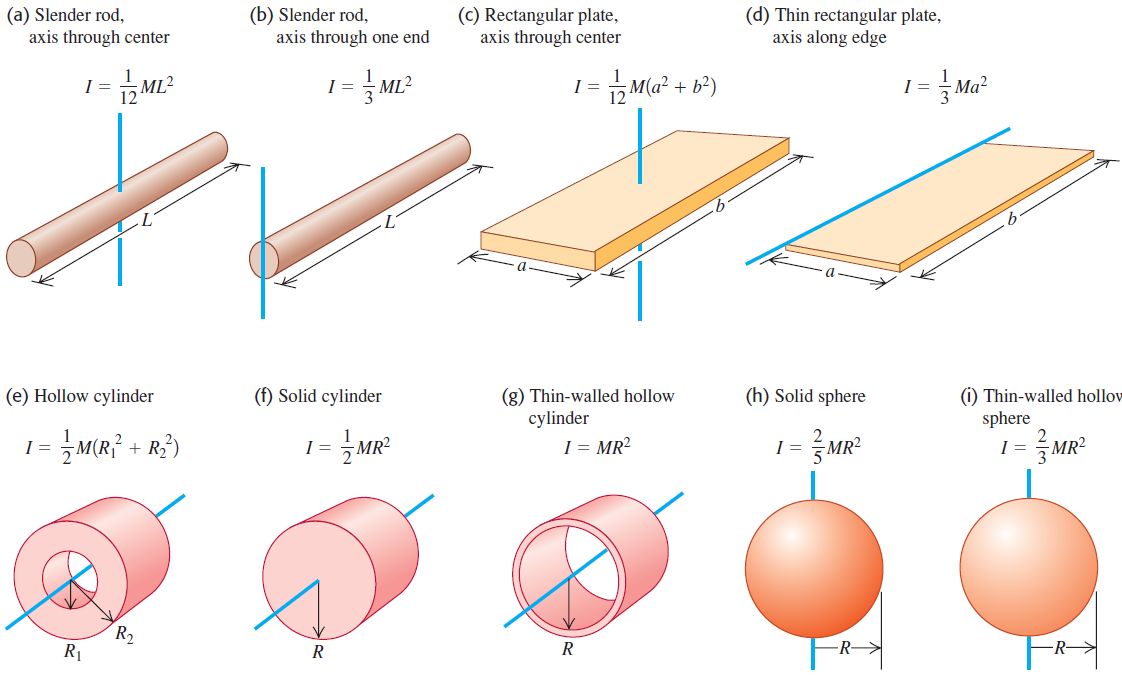 (a) Slender rod,
axis through center
I = 1/12 ML²
L
(b) Slender rod,
axis through one end
I = 1/3 ML²
L
(c) Rectangular plate,
axis through center
I = 1/12 M(a² + b²)
b
a
(d) Thin rectangular plate,
axis along edge
I = 1/3 Ma²
b
a
(e) Hollow cylinder
I = 1/2 M(R₁² + R₂²)
R₂
R₁
(f) Solid cylinder
I = 1/2 MR²
R
(g) Thin-walled hollow
cylinder
I = MR²
R
(h) Solid sphere
I = 2/5 MR²
R
(i) Thin-walled hollow
sphere
I = 2/3 MR²
R